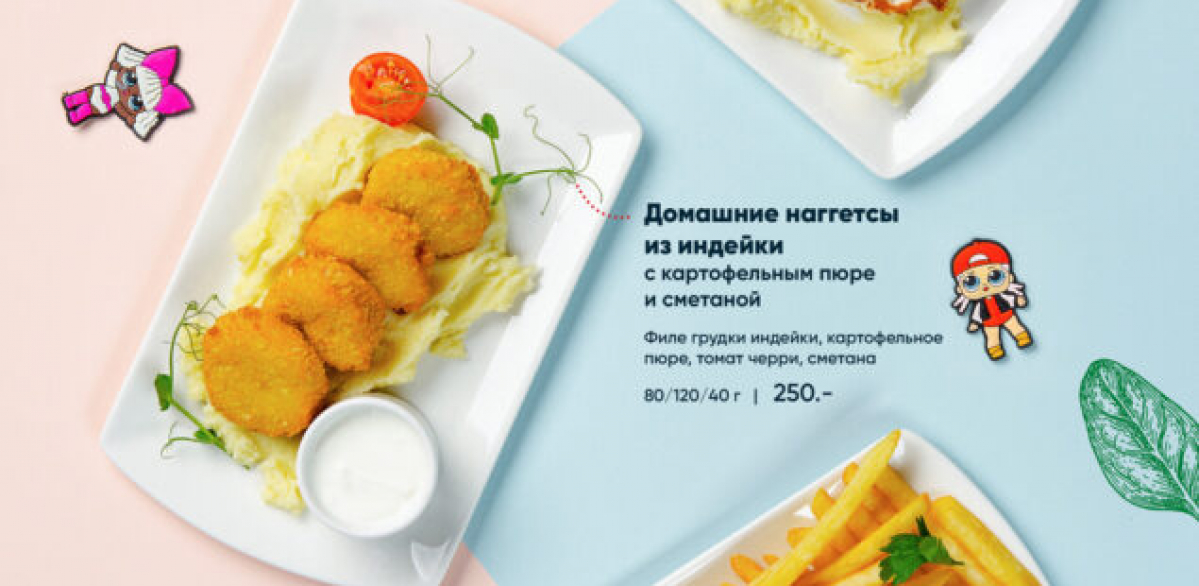 Домашние наггетсы
из индейки
с картофельным пюре
и сметаной
Филе грудки индейки, картофельное
пюре, томат черри, сметана
80/120/40 г | 250.-